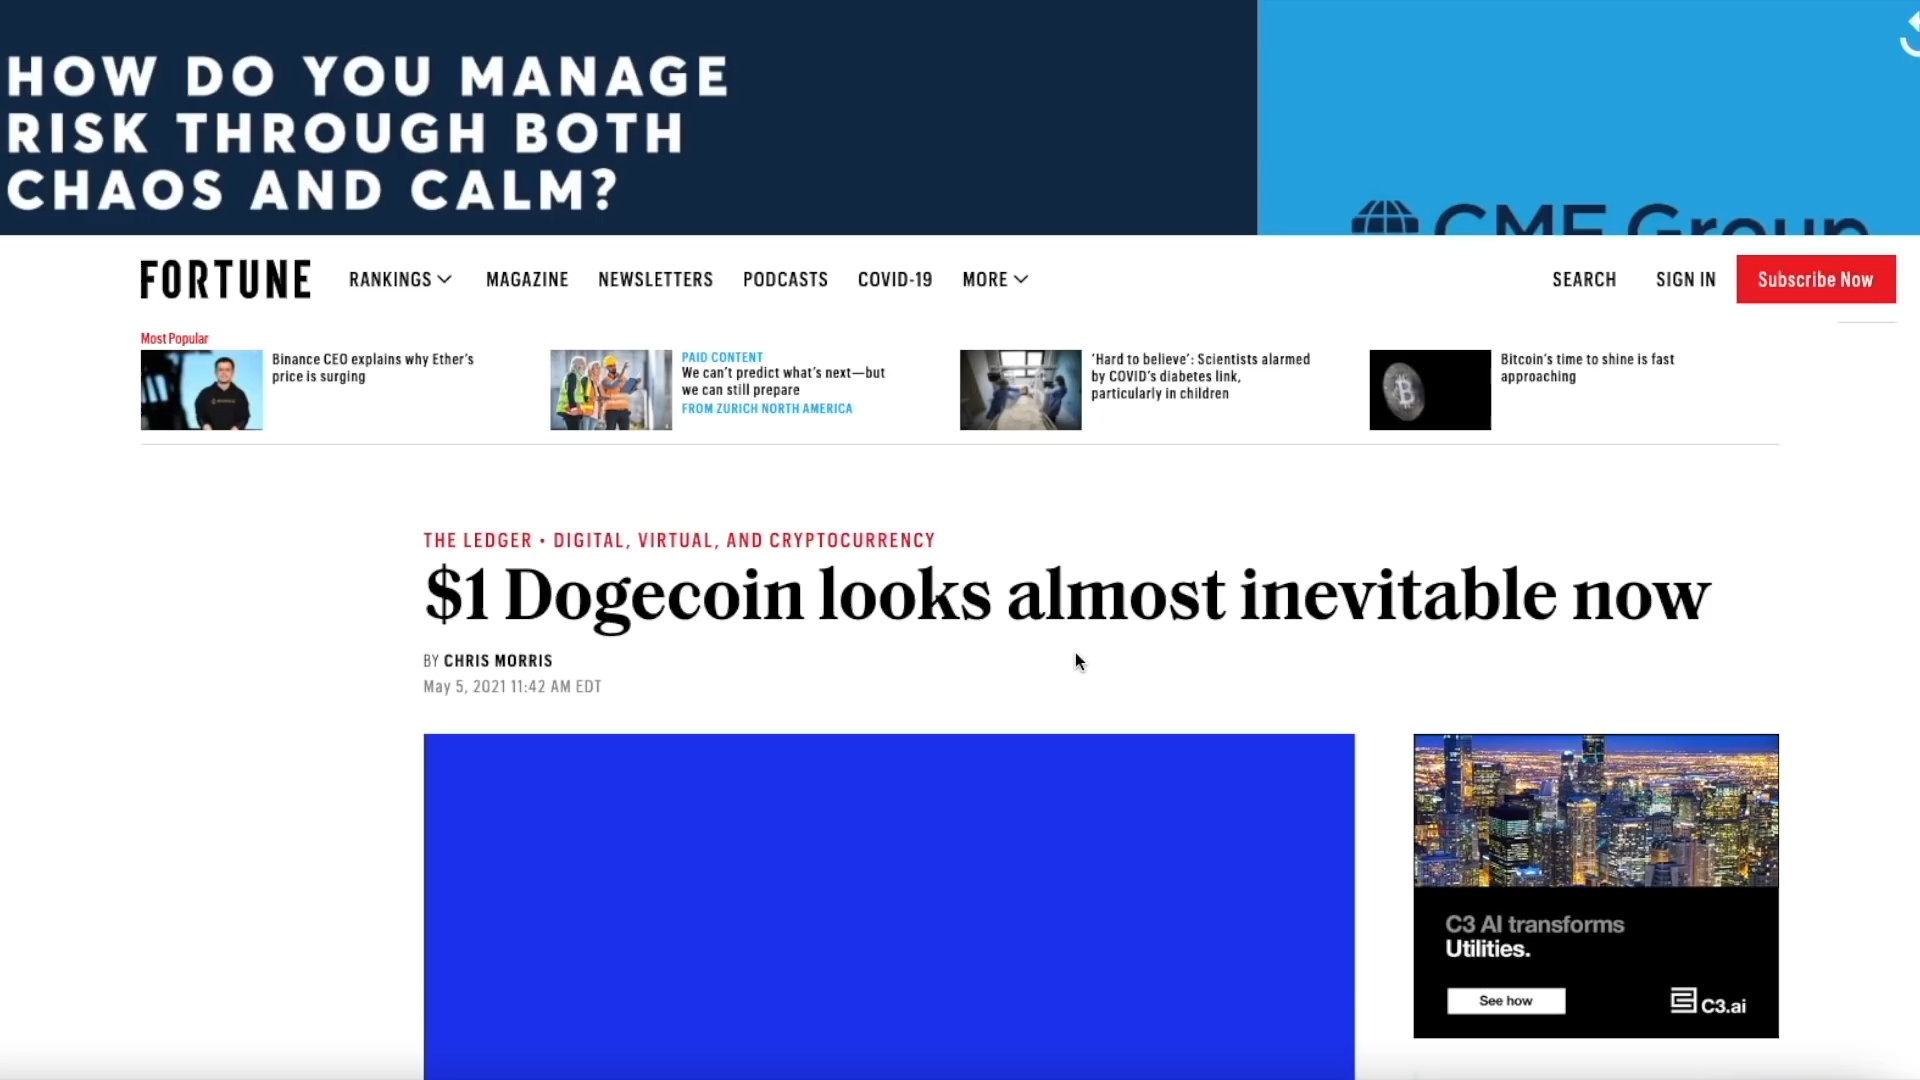 HOW DO YOU MANAGE
RISK THROUGH BOTH
CHAOS AND CALM?
CME Group
FORTUNE
RANKINGS
MAGAZINE
NEWSLETTERS
PODCASTS
COVID-19
MORE
SEARCH
SIGN IN
Subscribe Now
Most Popular
Binance CEO explains why Ether's
price is surging
PAID CONTENT
We can't predict what's next—but
we can still prepare
FROM ZURICH NORTH AMERICA
'Hard to believe': Scientists alarmed
by COVID's diabetes link,
particularly in children
Bitcoin's time to shine is fast
approaching
THE LEDGER • DIGITAL, VIRTUAL, AND CRYPTOCURRENCY
$1 Dogecoin looks almost inevitable now
BY CHRIS MORRIS
May 5, 2021 11:42 AM EDT
C3 AI transforms
Utilities.
See how
C3.ai